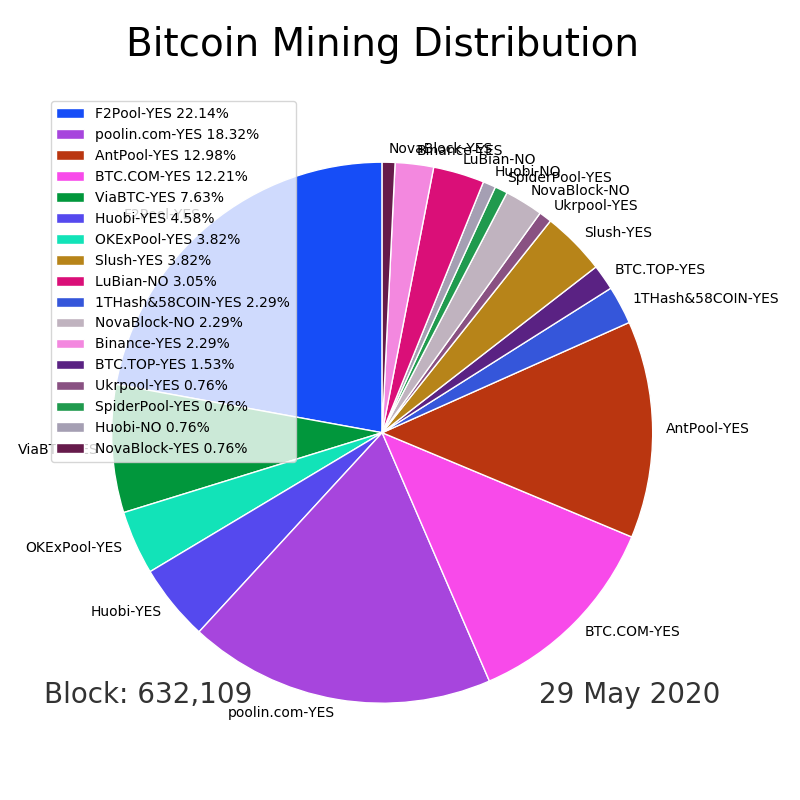 Bitcoin Mining Distribution
F2Pool-YES 22.14%
poolin.com-YES 18.32%
AntPool-YES 12.98%
BTC.COM-YES 12.21%
ViaBTC-YES 7.63%
Huobi-YES 4.58%
OKExPool-YES 3.82%
Slush-YES 3.82%
LuBian-NO 3.05%
1THash&58COIN-YES 2.29%
NovaBlock-NO 2.29%
Binance-YES 2.29%
BTC.TOP-YES 1.53%
Ukrpool-YES 0.76%
SpiderPool-YES 0.76%
Huobi-NO 0.76%
NovaBlock-YES 0.76%
NovaBlock-YES
Binance-YES
LuBian-NO
Huobi-NO
SpiderPool-YES
NovaBlock-NO
Ukrpool-YES
Slush-YES
BTC.TOP-YES
1THash&58COIN-YES
AntPool-YES
BTC.COM-YES
poolin.com-YES
Huobi-YES
OKExPool-YES
ViaBTC-YES
Block: 632,109
29 May 2020